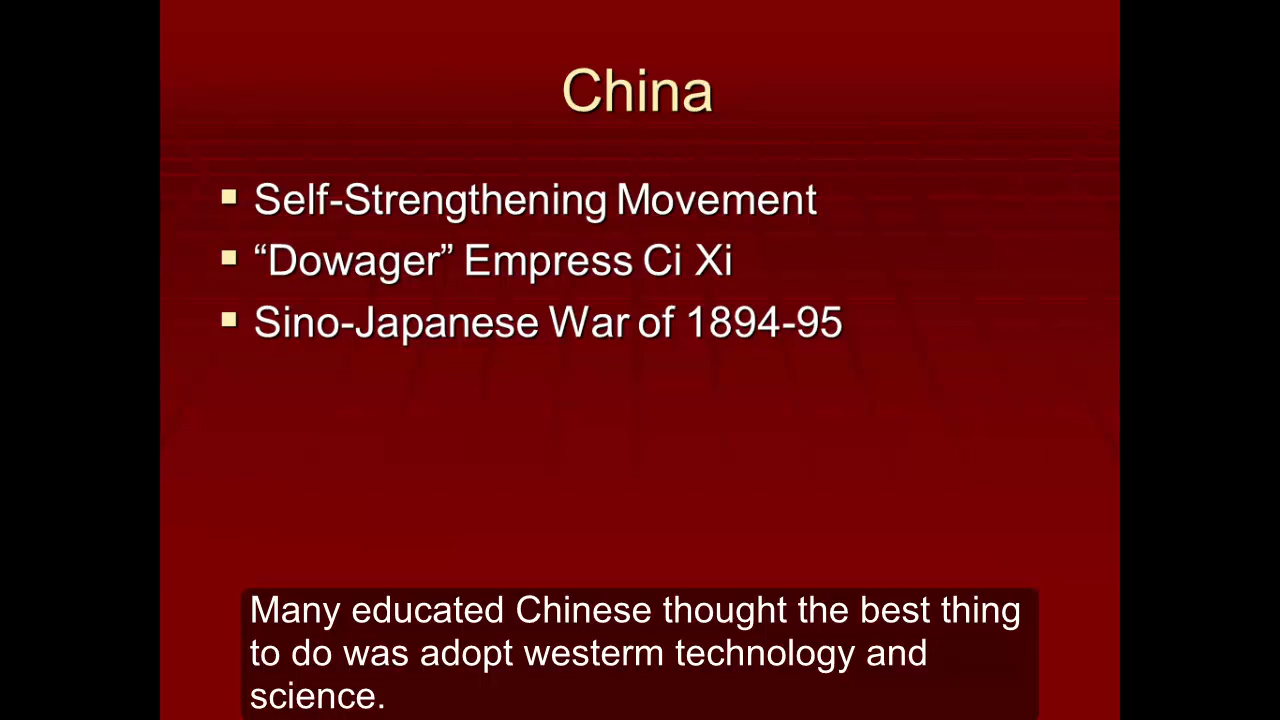 China
Self-Strengthening Movement
“Dowager” Empress Ci Xi
Sino-Japanese War of 1894-95
Many educated Chinese thought the best thing
to do was adopt westerm technology and
science.